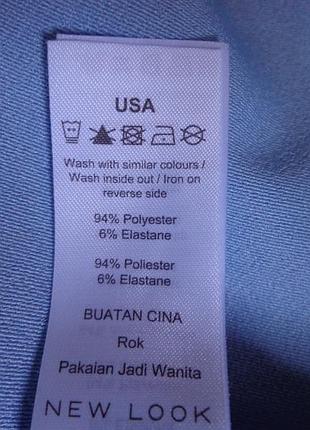 USA
Wash with similar colours /
Wash inside out / Iron on
reverse side
94% Polyester
6% Elastane
94% Poliester
6% Elastane
BUATAN CINA
Rok
Pakaian Jadi Wanita
NEW LOOK